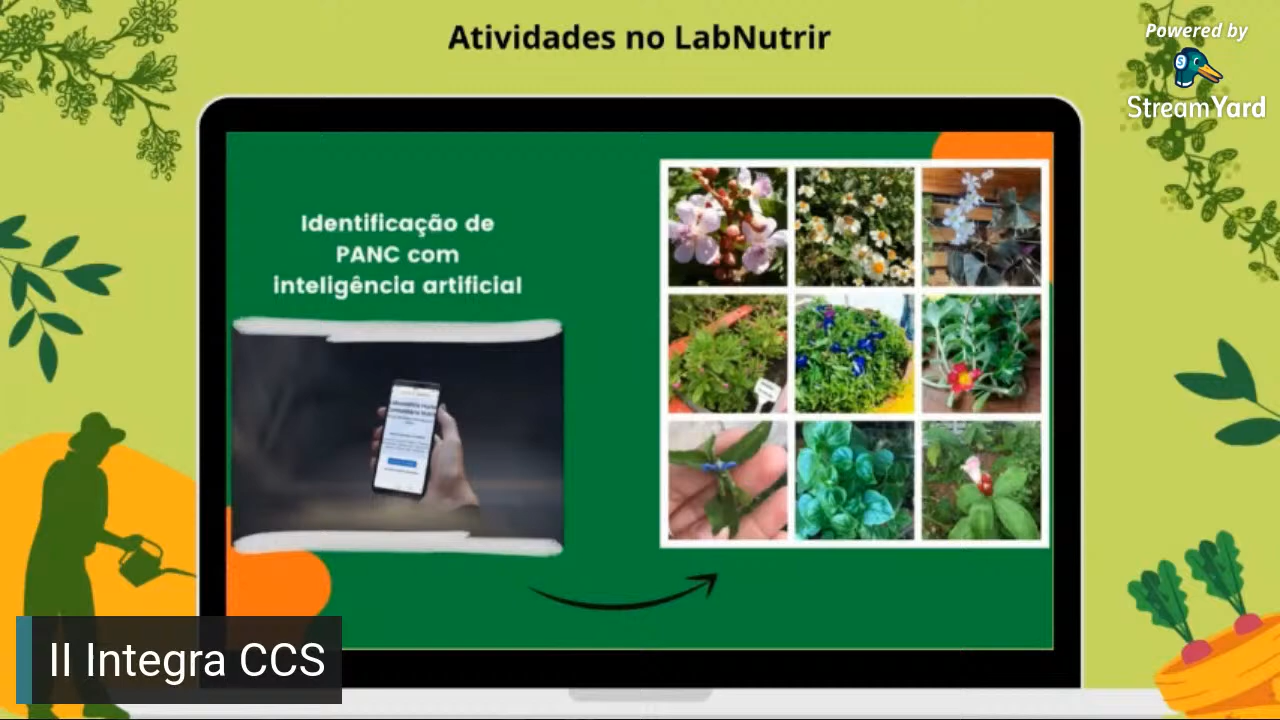 Atividades no LabNutrir
Powered by
StreamYard
Identificação de
PANC com
inteligência artificial
II Integra CCS